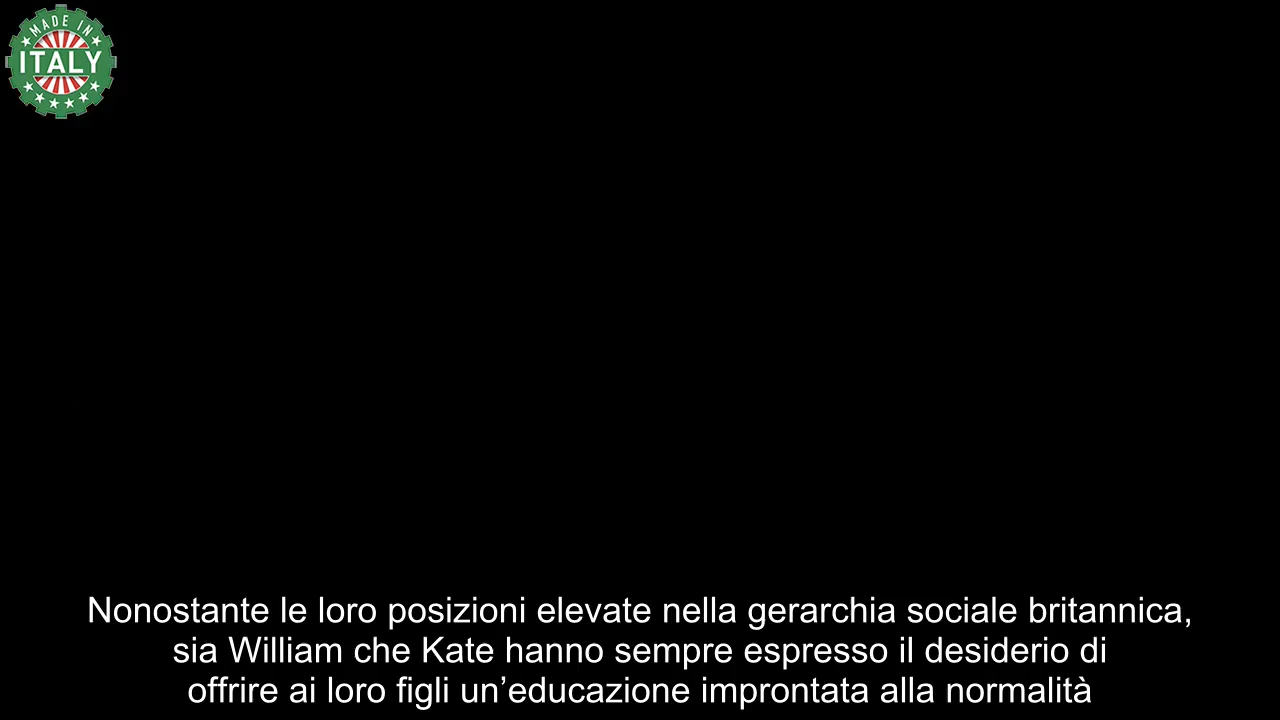 MADE IN
ITALY
Nonostante le loro posizioni elevate nella gerarchia sociale britannica,
sia William che Kate hanno sempre espresso il desiderio di
offrire ai loro figli un’educazione improntata alla normalità